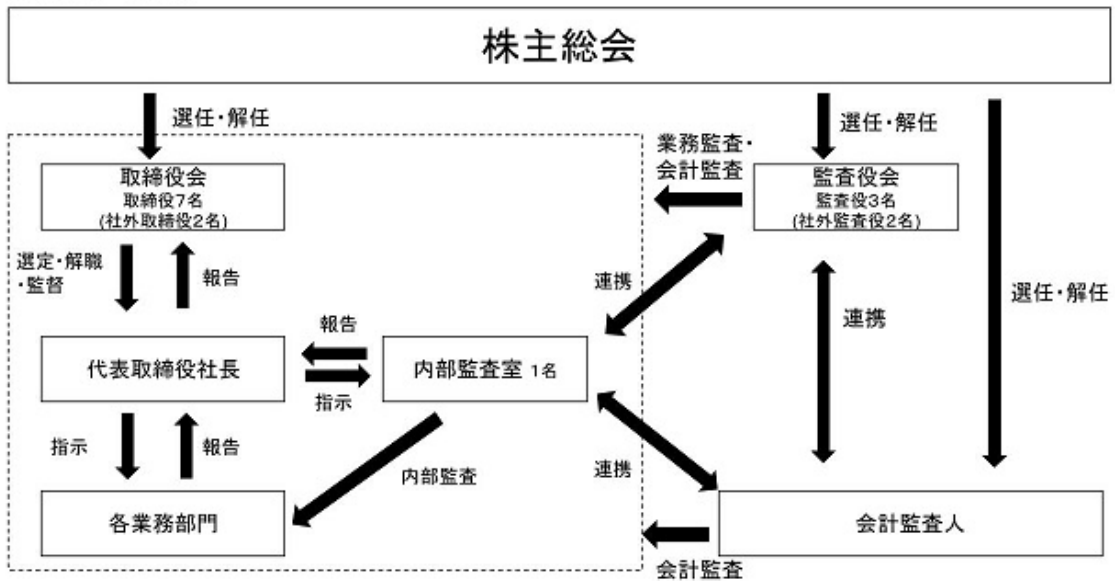 株主総会
選任・解任
選任・解任
業務監査・
会計監査
取締役会
取締役7名
(社外取締役2名)
監査役会
監査役3名
(社外監査役2名)
選定・解職
・監督
報告
連携
選任・解任
連携
報告
代表取締役社長
内部監査室 1名
指示
指示
報告
連携
内部監査
各業務部門
会計監査人
会計監査